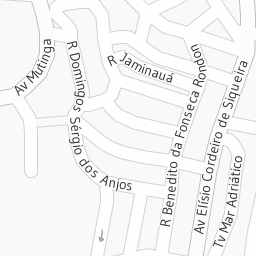 Av Mutinga
R Domingos Sérgio dos Anjos
R Jaminauá
R Benedito da Fonseca Rondon
Av Elísio Cordeiro de Siqueira
Tv Mar Adriático